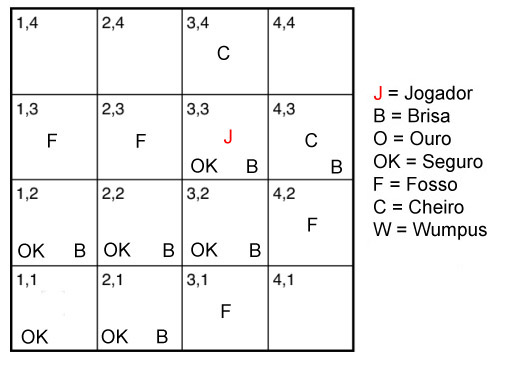 1,4 2,4 3,4 4,4
C
1,3 2,3 3,3 4,3
F F J C
OK B B
1,2 2,2 3,2 4,2
F
OK B OK B OK B
1,1 2,1 3,1 4,1
F
OK OK B
J = Jogador
B = Brisa
O = Ouro
OK = Seguro
F = Fosso
C = Cheiro
W = Wumpus